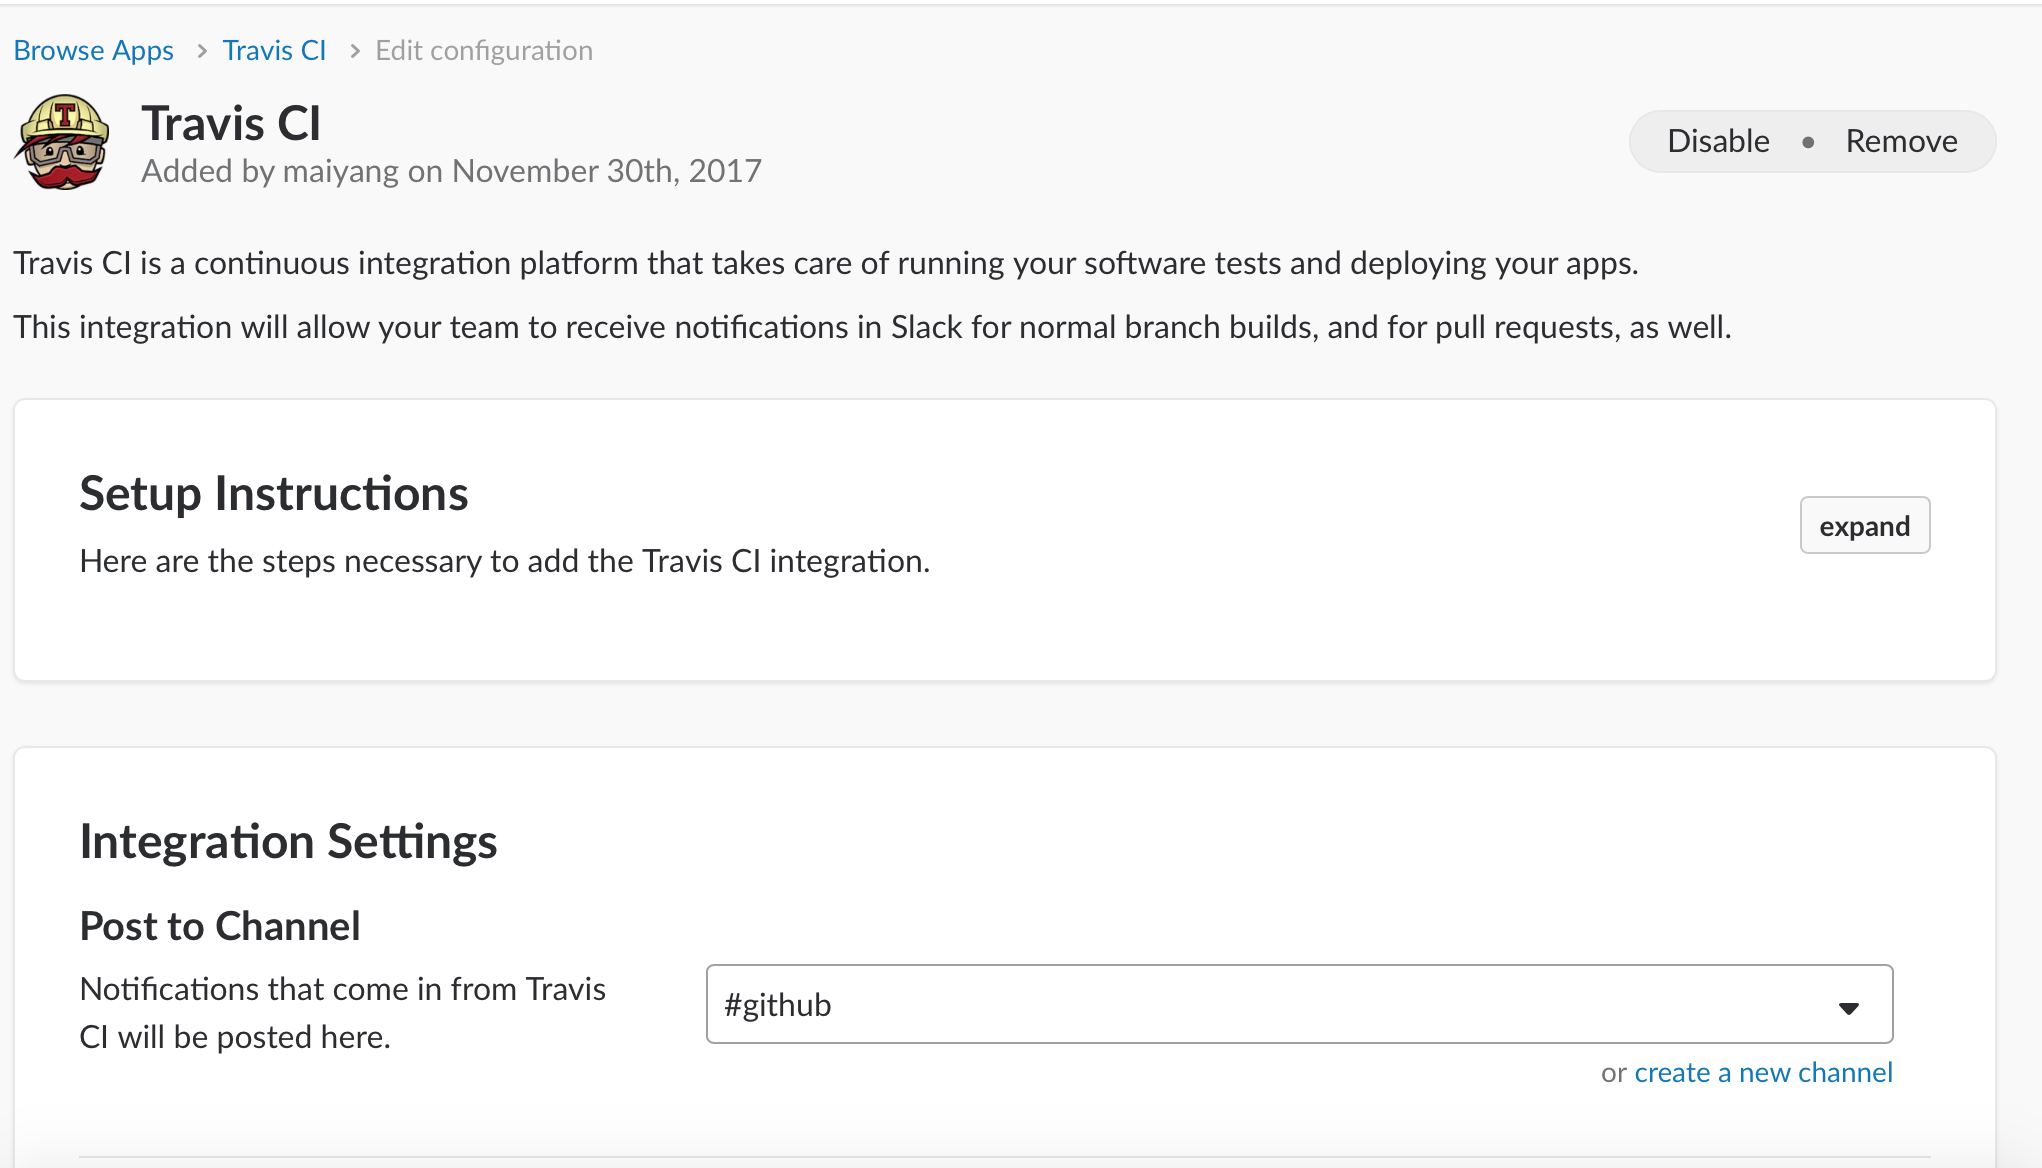 Browse Apps > Travis CI > Edit configuration
T
Travis CI
Added by maiyang on November 30th, 2017
Disable • Remove
Travis CI is a continuous integration platform that takes care of running your software tests and deploying your apps.
This integration will allow your team to receive notifications in Slack for normal branch builds, and for pull requests, as well.
Setup Instructions
expand
Here are the steps necessary to add the Travis CI integration.
Integration Settings
Post to Channel
Notifications that come in from Travis
CI will be posted here.
#github
or create a new channel